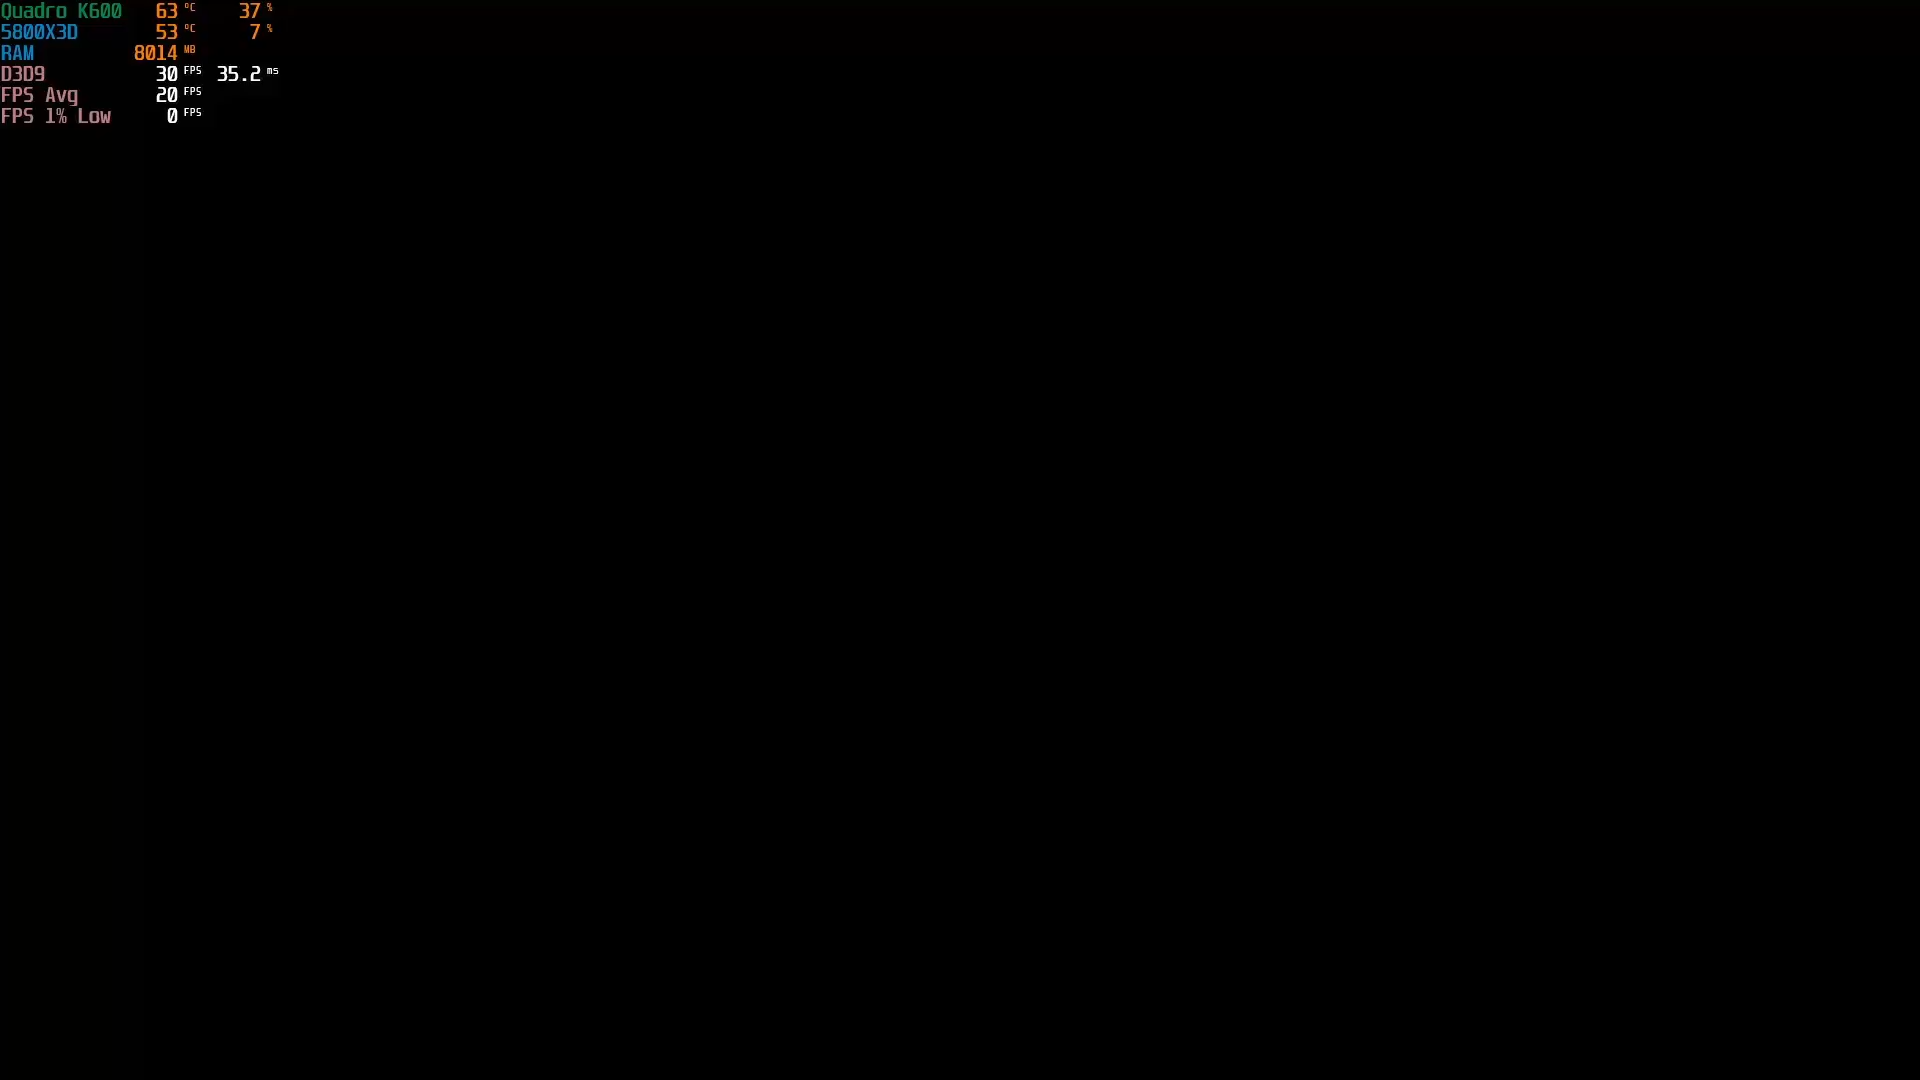 Quadro K600 63 °C 37 %
5800X3D 53 °C 7 %
RAM 8014 MB
D3D9 30 FPS 35.2 ms
FPS Avg 20 FPS
FPS 1% Low 0 FPS